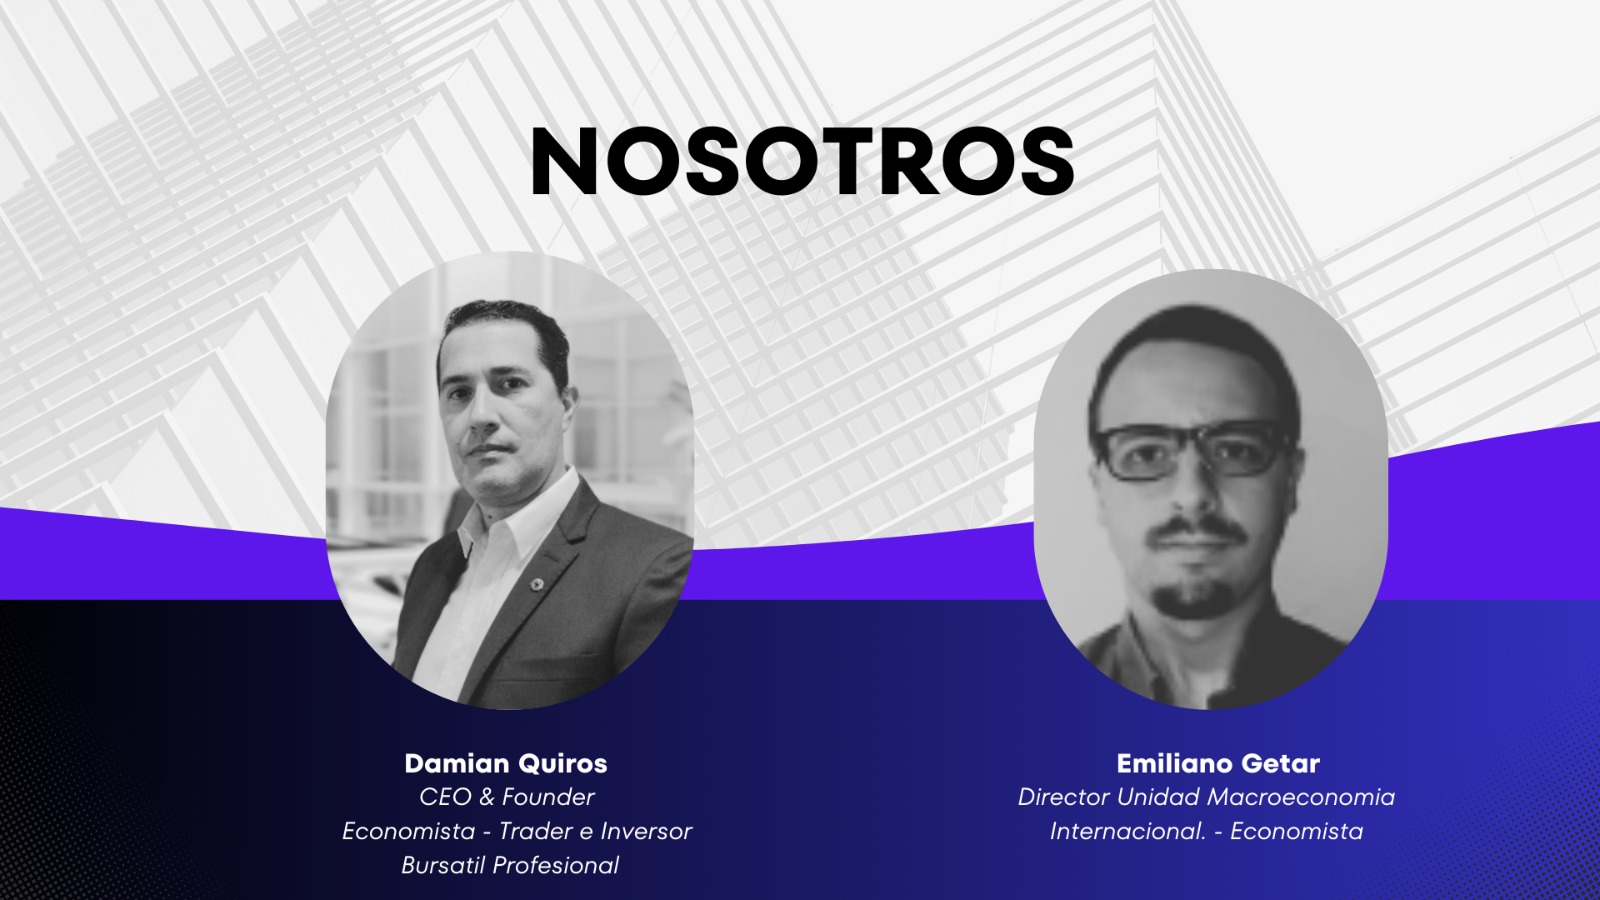 NOSOTROS
Damian Quiros
CEO & Founder
Economista - Trader e Inversor
Bursatil Profesional
Emiliano Getar
Director Unidad Macroeconomia
Internacional. - Economista